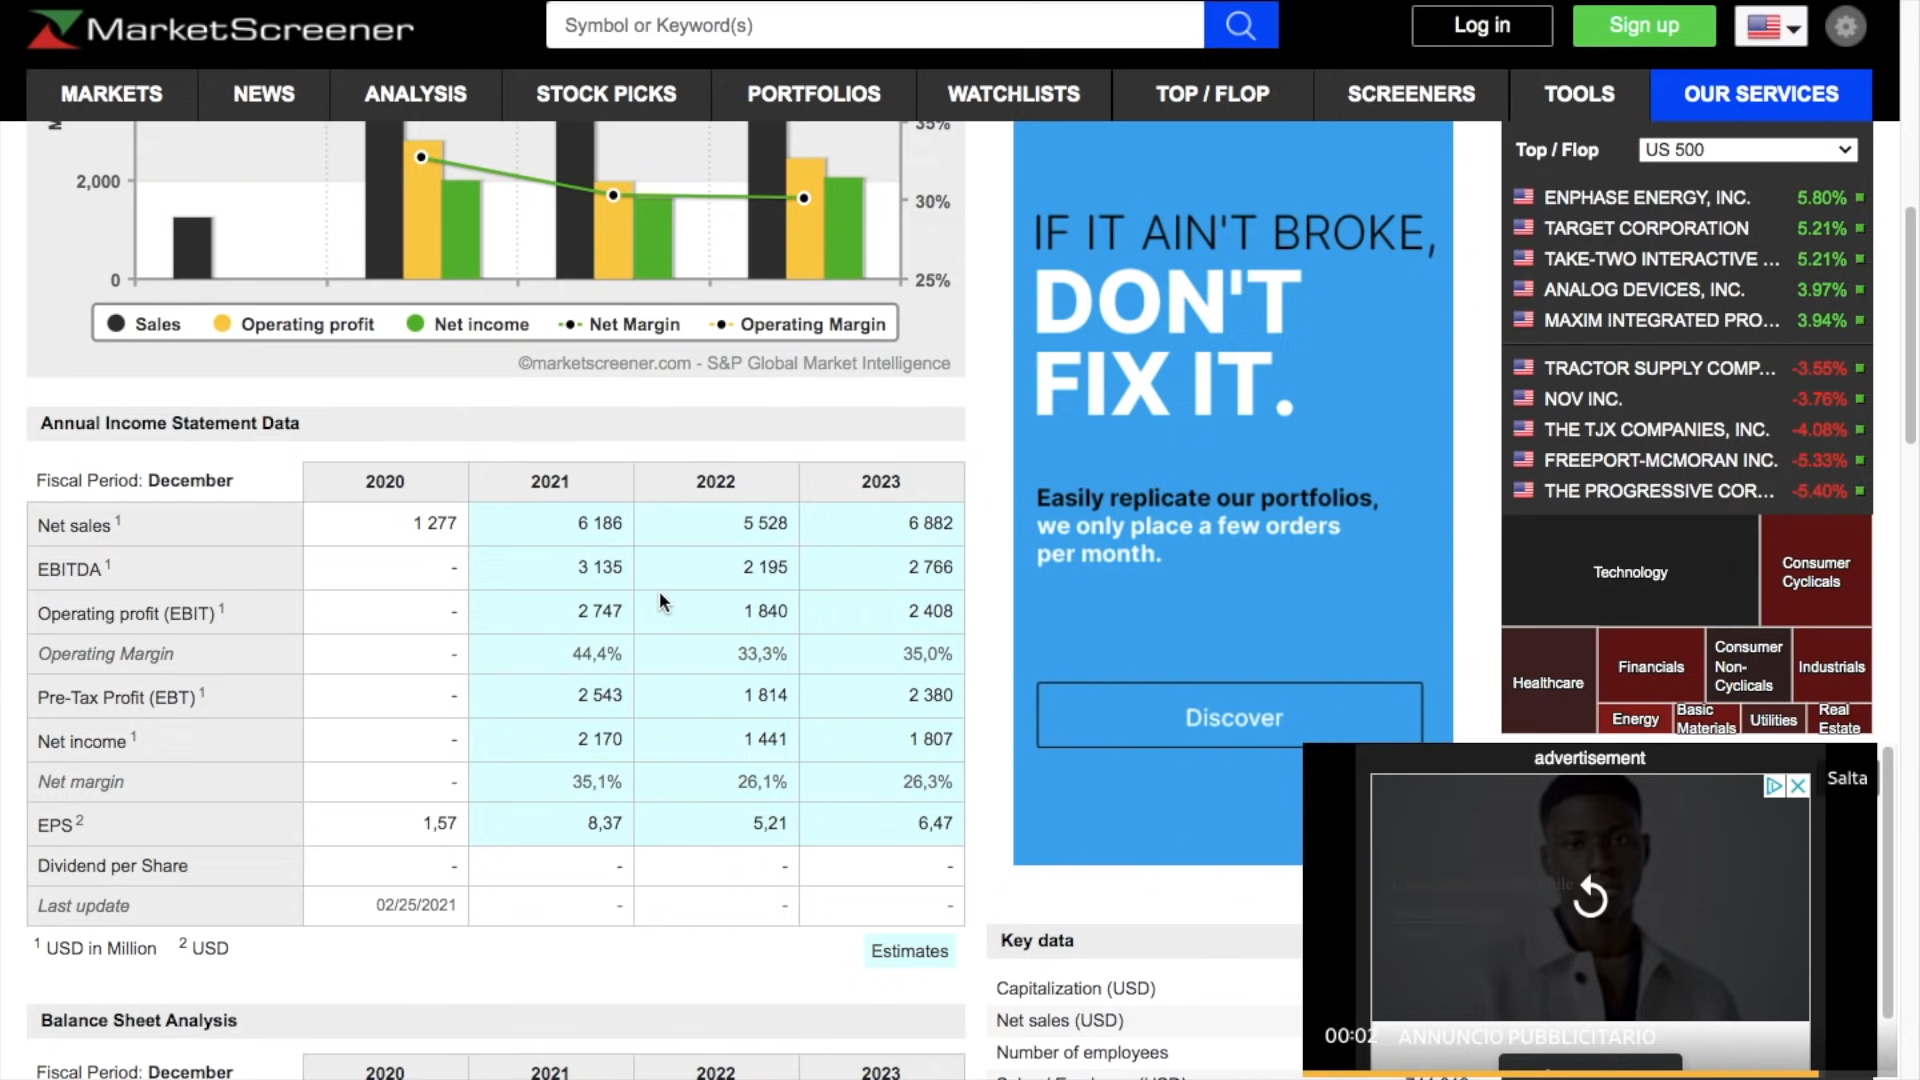 MarketScreener
Symbol or Keyword(s)
Log in
Sign up
MARKETS NEWS ANALYSIS STOCK PICKS PORTFOLIOS WATCHLISTS TOP / FLOP SCREENERS TOOLS OUR SERVICES
35%
2,000
30%
0
25%
Sales Operating profit Net income Net Margin Operating Margin
©marketscreener.com - S&P Global Market Intelligence
Annual Income Statement Data
Fiscal Period: December 2020 2021 2022 2023
Net sales 1 1 277 6 186 5 528 6 882
EBITDA 1 - 3 135 2 195 2 766
Operating profit (EBIT) 1 - 2 747 1 840 2 408
Operating Margin - 44,4% 33,3% 35,0%
Pre-Tax Profit (EBT) 1 - 2 543 1 814 2 380
Net income 1 - 2 170 1 441 1 807
Net margin - 35,1% 26,1% 26,3%
EPS 2 1,57 8,37 5,21 6,47
Dividend per Share - - - -
Last update 02/25/2021 - - -
1 USD in Million 2 USD
Estimates
Balance Sheet Analysis
Fiscal Period: December 2020 2021 2022 2023
IF IT AIN'T BROKE,
DON'T
FIX IT.
Easily replicate our portfolios,
we only place a few orders
per month.
Discover
Key data
Capitalization (USD)
Net sales (USD)
Number of employees
Top / Flop US 500
ENPHASE ENERGY, INC. 5.80%
TARGET CORPORATION 5.21%
TAKE-TWO INTERACTIVE ... 5.21%
ANALOG DEVICES, INC. 3.97%
MAXIM INTEGRATED PRO... 3.94%
TRACTOR SUPPLY COMP... -3.55%
NOV INC. -3.76%
THE TJX COMPANIES, INC. -4.08%
FREEPORT-MCMORAN INC. -5.33%
THE PROGRESSIVE COR... -5.40%
Technology
Consumer
Cyclicals
Healthcare
Financials
Consumer
Non-
Cyclicals
Industrials
Energy
Basic
Materials
Utilities
Real
Estate
advertisement
Salta
00:02 ANNUNCIO PUBBLICITARIO